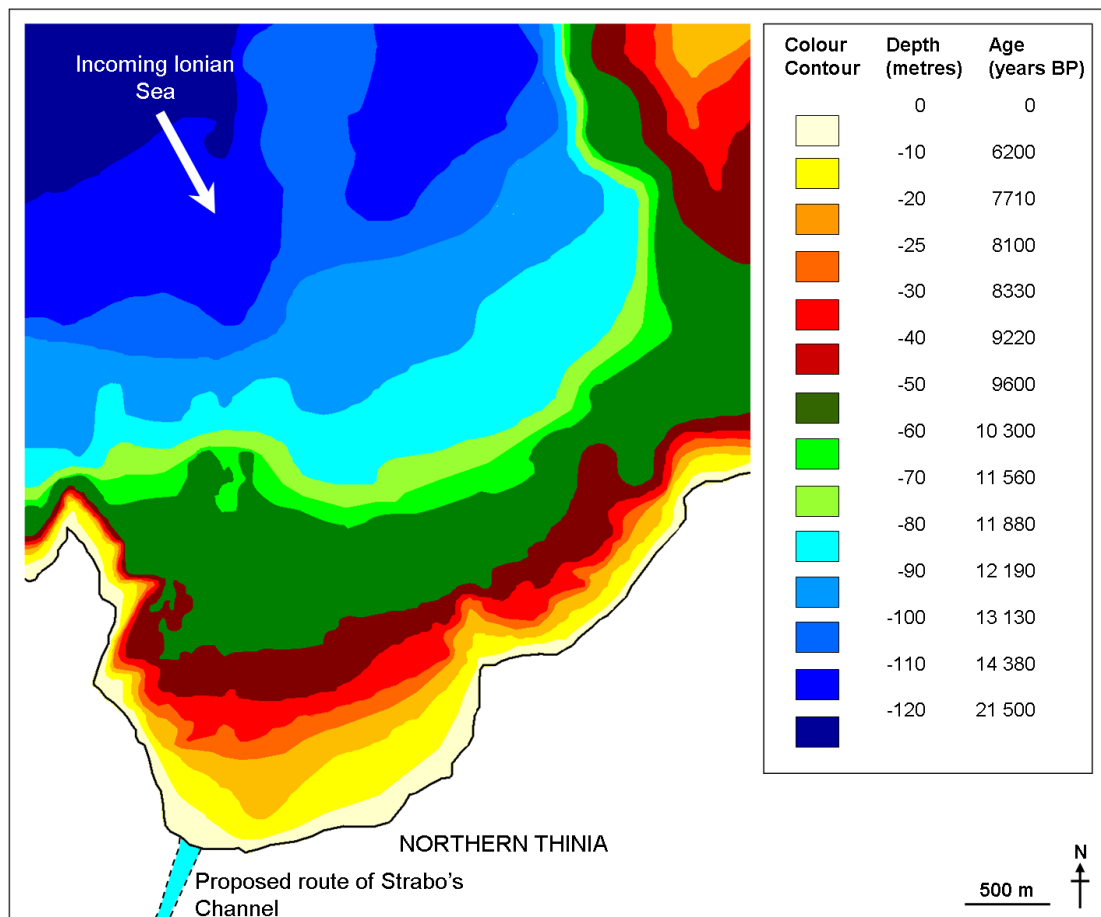 Incoming Ionian
Sea
NORTHERN THINIA
Proposed route of Strabo's
Channel
Colour Depth Age
Contour (metres) (years BP)
0 0
-10 6200
-20 7710
-25 8100
-30 8330
-40 9220
-50 9600
-60 10 300
-70 11 560
-80 11 880
-90 12 190
-100 13 130
-110 14 380
-120 21 500
N
500 m